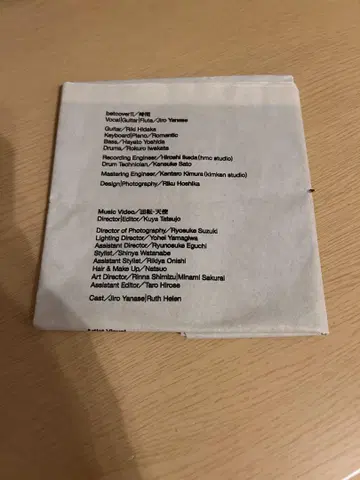 betcover!!／時間
Vocal|Guitar|Flute／Jiro Yanase
Guitar／Riki Hidaka
Keyboard|Piano／Romantic
Bass／Hayato Yoshida
Drums／Rokuro Iwakata
Recording Engineer／Hiroshi Ikeda (hmc studio)
Drum Technician／Kansuke Sato
Mastering Engineer／Kentaro Kimura (kimken studio)
Design|Photography／Riku Hoshika
Music Video／回転・天使
Director|Editor／Kuya Tatsujo
Director of Photography／Ryosuke Suzuki
Lighting Director／Yohei Yamagiwa
Assistant Director／Ryunosuke Eguchi
Stylist／Shinya Watanabe
Assistant Stylist／Rikiya Onishi
Hair & Make Up／Natsuo
Art Director／Rinna Shimizu|Minami Sakurai
Assistant Editor／Taro Hirose
Cast／Jiro Yanase|Ruth Helen